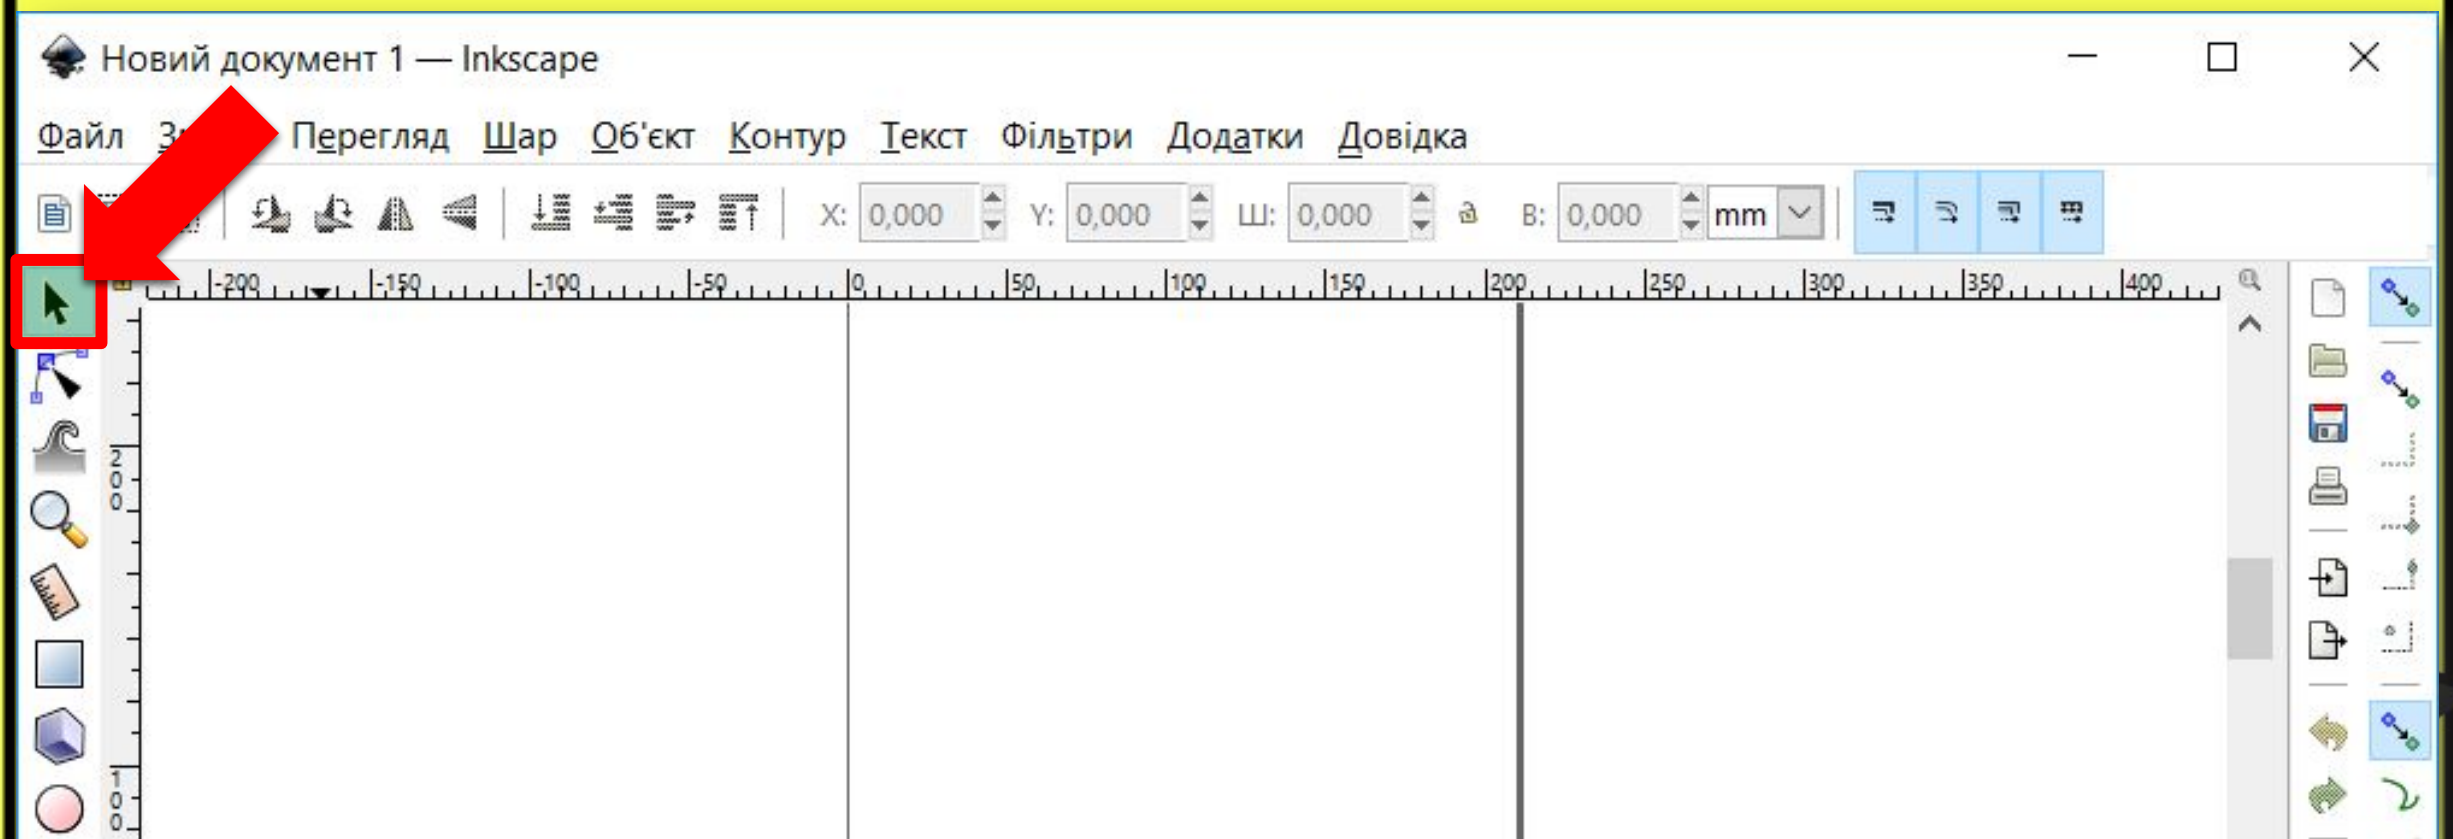 Новий документ 1 — Inkscape
Файл Перегляд Шар Об'єкт Контур Текст Фільтри Додатки Довідка
X: 0,000 Y: 0,000 Ш: 0,000 В: 0,000 mm
-200 -150 -100 -50 0 50 100 150 200 250 300 350 400
200
100